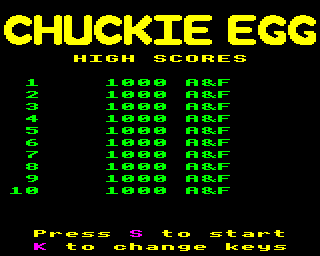 CHUCKIE EGG
HIGH SCORES
1 1000 A&F
2 1000 A&F
3 1000 A&F
4 1000 A&F
5 1000 A&F
6 1000 A&F
7 1000 A&F
8 1000 A&F
9 1000 A&F
10 1000 A&F
Press S to start
K to change keys